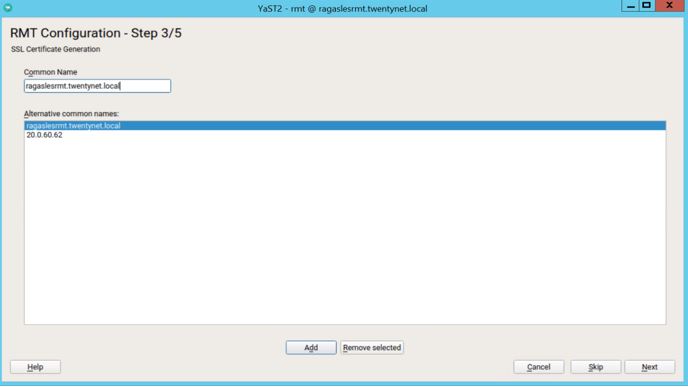 YaST2 - rmt @ ragaslesrmt.twentynet.local
RMT Configuration - Step 3/5
SSL Certificate Generation
Common Name
ragaslesrmt.twentynet.local
Alternative common names:
ragaslesrmt.twentynet.local
20.0.60.62
Add Remove selected
Help Cancel Skip Next